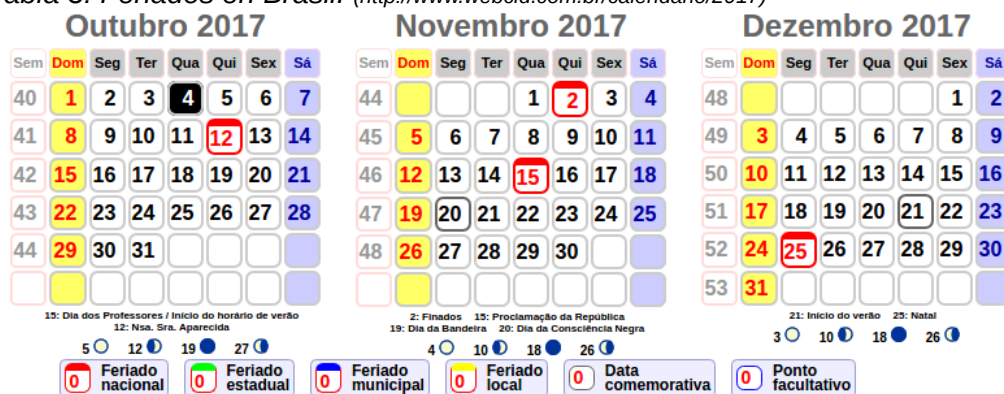 abla 3. Feriados en Brasil. (http://www.webcid.com.br/calendario/2017)
Outubro 2017
Sem Dom Seg Ter Qua Qui Sex Sá
40 1 2 3 4 5 6 7
41 8 9 10 11 12 13 14
42 15 16 17 18 19 20 21
43 22 23 24 25 26 27 28
44 29 30 31
15: Dia dos Professores / Início do horário de verão
12: Nsa. Sra. Aparecida
5 12 19 27
Novembro 2017
Sem Dom Seg Ter Qua Qui Sex Sá
44 1 2 3 4
45 5 6 7 8 9 10 11
46 12 13 14 15 16 17 18
47 19 20 21 22 23 24 25
48 26 27 28 29 30
2: Finados 15: Proclamação da República
19: Dia da Bandeira 20: Dia da Consciência Negra
4 10 18 26
Dezembro 2017
Sem Dom Seg Ter Qua Qui Sex Sá
48 1 2
49 3 4 5 6 7 8 9
50 10 11 12 13 14 15 16
51 17 18 19 20 21 22 23
52 24 25 26 27 28 29 30
53 31
21: Início do verão 25: Natal
3 10 18 26
0 Feriado nacional
0 Feriado estadual
0 Feriado municipal
0 Feriado local
0 Data comemorativa
0 Ponto facultativo